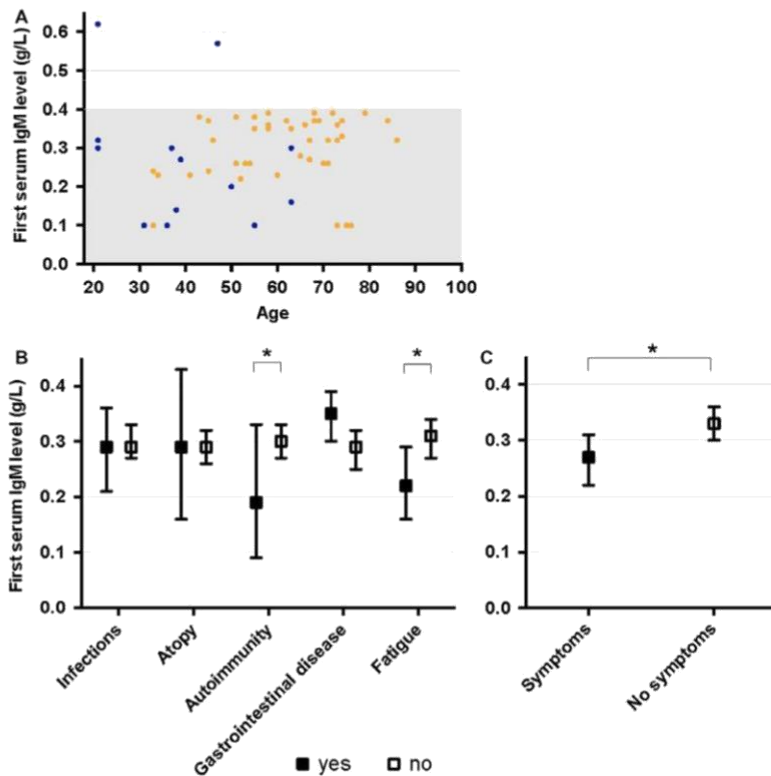 A
First serum IgM level (g/L)
0.6
0.5
0.4
0.3
0.2
0.1
0.0
20 30 40 50 60 70 80 90 100
Age
B
First serum IgM level (g/L)
0.4
0.3
0.2
0.1
0.0
* *
Infections
Atopy
Autoimmunity
Gastrointestinal disease
Fatigue
C
*
0.4
0.3
0.2
0.1
0.0
Symptoms
No symptoms
yes no